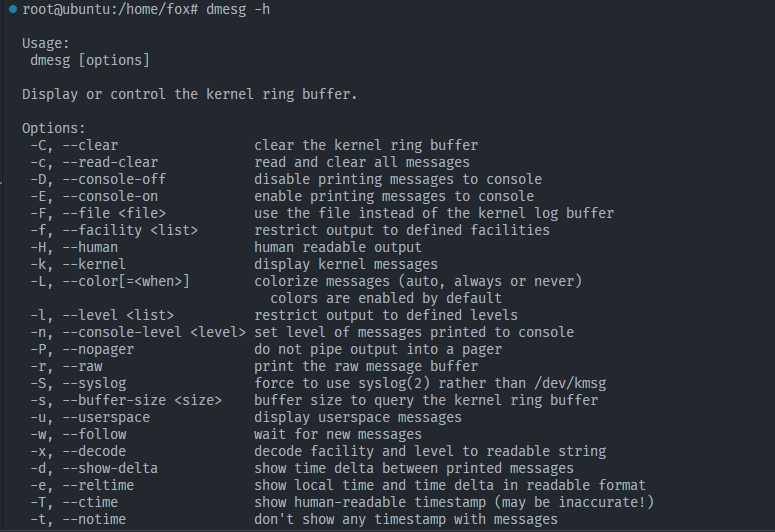 root@ubuntu:/home/fox# dmesg -h

Usage:
 dmesg [options]

Display or control the kernel ring buffer.

Options:
 -C, --clear                 clear the kernel ring buffer
 -c, --read-clear            read and clear all messages
 -D, --console-off           disable printing messages to console
 -E, --console-on            enable printing messages to console
 -F, --file <file>           use the file instead of the kernel log buffer
 -f, --facility <list>       restrict output to defined facilities
 -H, --human                 human readable output
 -k, --kernel                display kernel messages
 -L, --color[=<when>]        colorize messages (auto, always or never)
                               colors are enabled by default
 -l, --level <list>          restrict output to defined levels
 -n, --console-level <level> set level of messages printed to console
 -P, --nopager               do not pipe output into a pager
 -r, --raw                   print the raw message buffer
 -S, --syslog                force to use syslog(2) rather than /dev/kmsg
 -s, --buffer-size <size>    buffer size to query the kernel ring buffer
 -u, --userspace             display userspace messages
 -w, --follow                wait for new messages
 -x, --decode                decode facility and level to readable string
 -d, --show-delta            show time delta between printed messages
 -e, --reltime               show local time and time delta in readable format
 -T, --ctime                 show human-readable timestamp (may be inaccurate!)
 -t, --notime                don't show any timestamp with messages